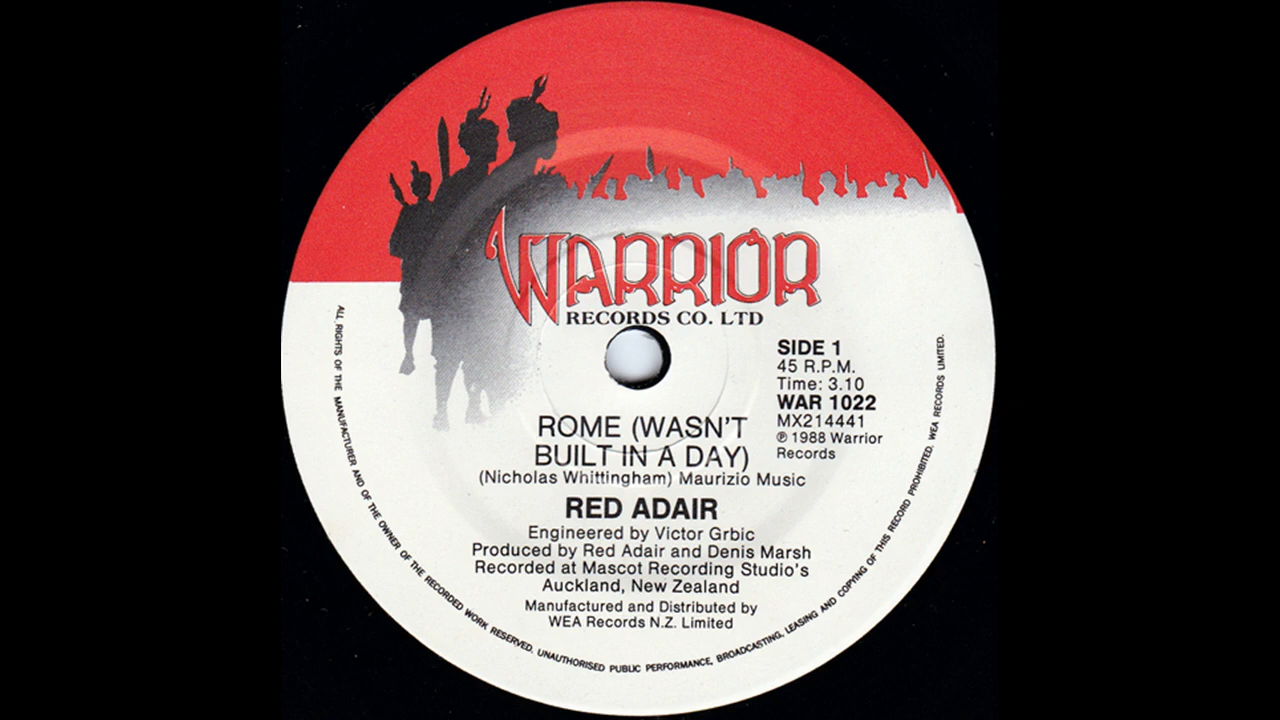 WARRIOR
RECORDS CO. LTD
SIDE 1
45 R.P.M.
Time: 3.10
WAR 1022
MX214441
℗ 1988 Warrior
Records
ROME (WASN'T
BUILT IN A DAY)
(Nicholas Whittingham) Maurizio Music
RED ADAIR
Engineered by Victor Grbic
Produced by Red Adair and Denis Marsh
Recorded at Mascot Recording Studio's
Auckland, New Zealand
Manufactured and Distributed by
WEA Records N.Z. Limited
ALL RIGHTS OF THE MANUFACTURER AND OF THE OWNER OF THE RECORDED WORK RESERVED. UNAUTHORISED PUBLIC PERFORMANCE, BROADCASTING, LEASING AND COPYING OF THIS RECORD PROHIBITED. WEA RECORDS LIMITED.